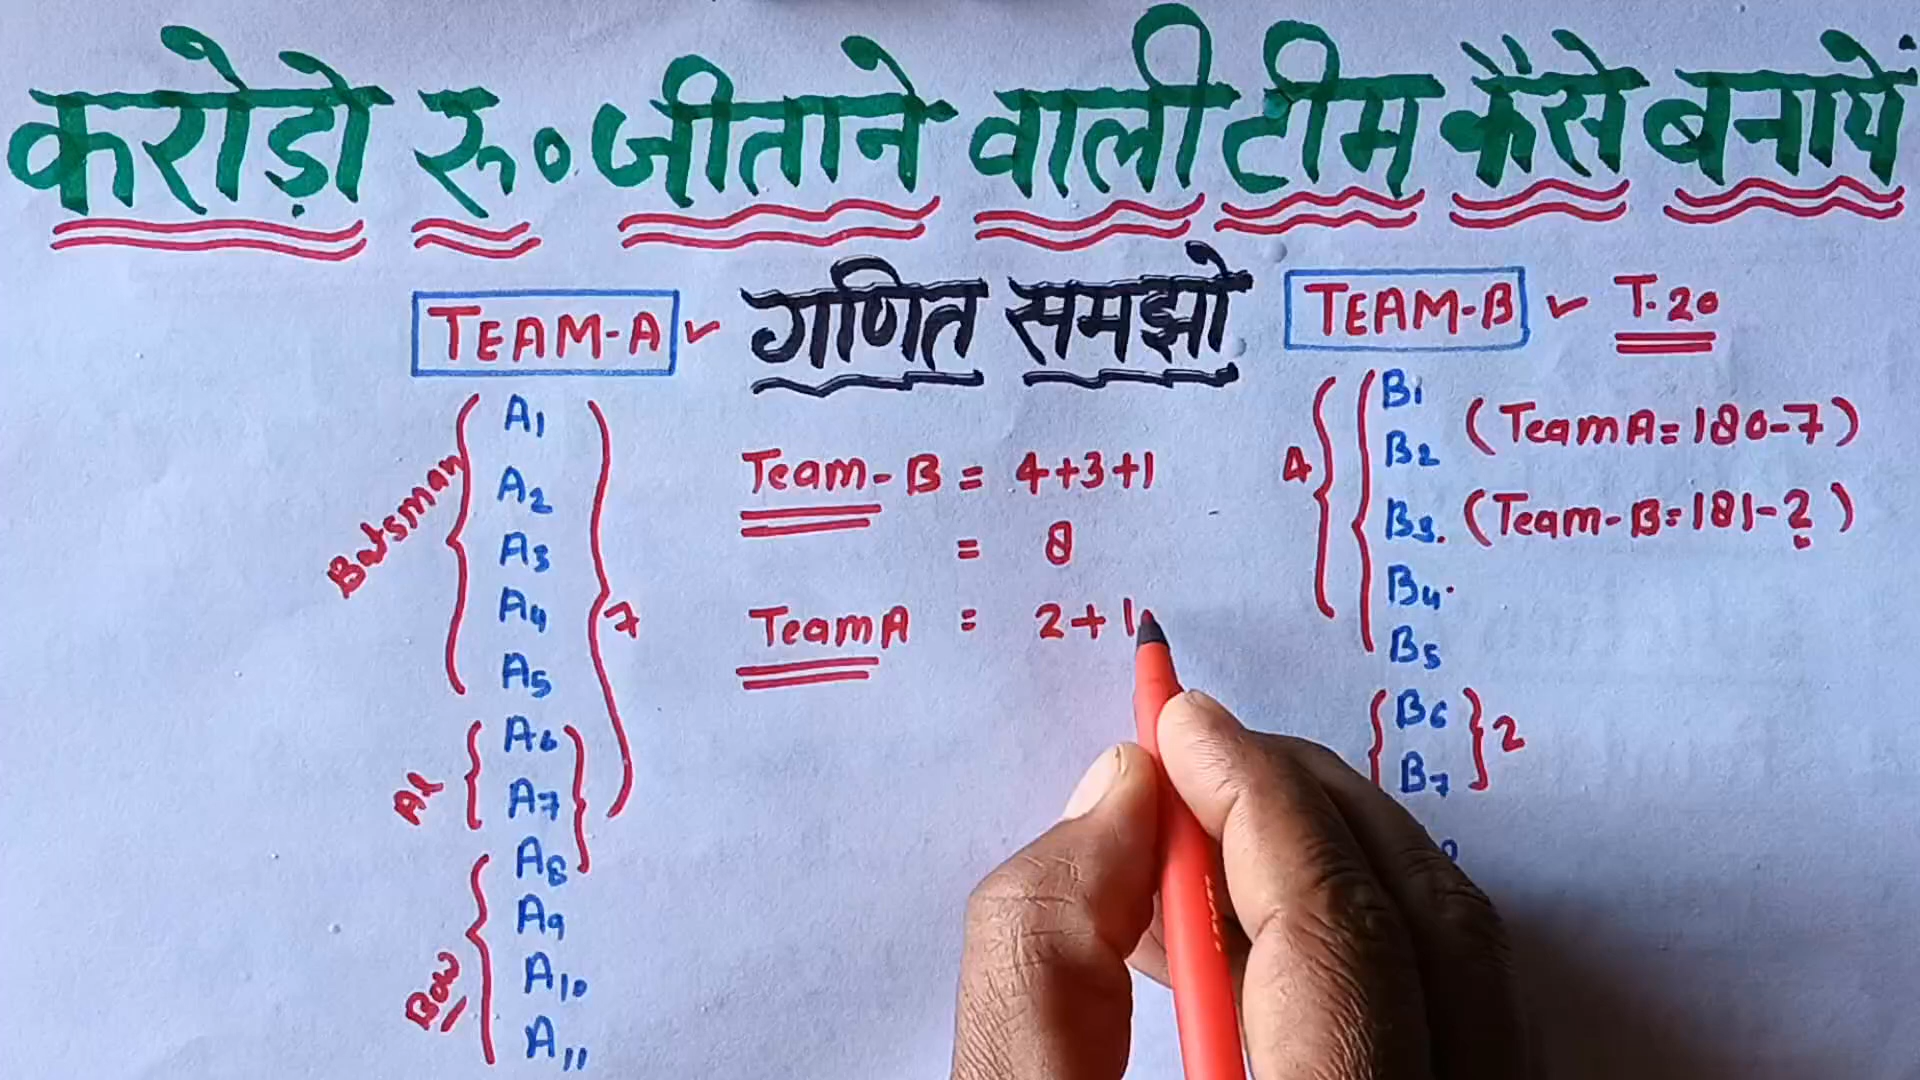 करोड़ो रु॰ जीताने वाली टीम कैसे बनायें
गणित समझो
TEAM-A
Batsman
A1
A2
A3
A4
A5
7
Al
A6
A7
A8
Bow
A9
A10
A11
Team-B = 4+3+1
= 8
Team A = 2+1
TEAM-B T-20
4
B1
B2 (Team A = 180-7)
B3. (Team-B = 181-?)
B4.
B5
B6
B7
2